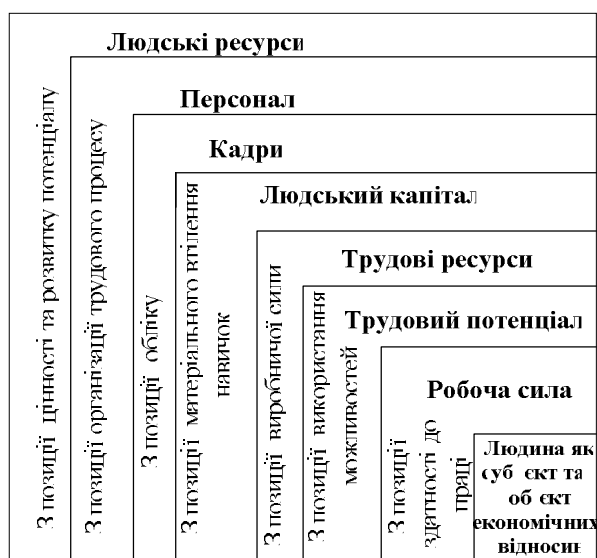 Людські ресурси
З позиції цінності та розвитку потенціалу
Персонал
З позиції організації трудового процесу
Кадри
З позиції обліку
Людський капітал
З позиції матеріального втілення
навичок
Трудові ресурси
З позиції виробничої сили
Трудовий потенціал
З позиції використання
можливостей
Робоча сила
З позиції
здатності до
праці
Людина як
суб єкт та
об єкт
економічних
відносин